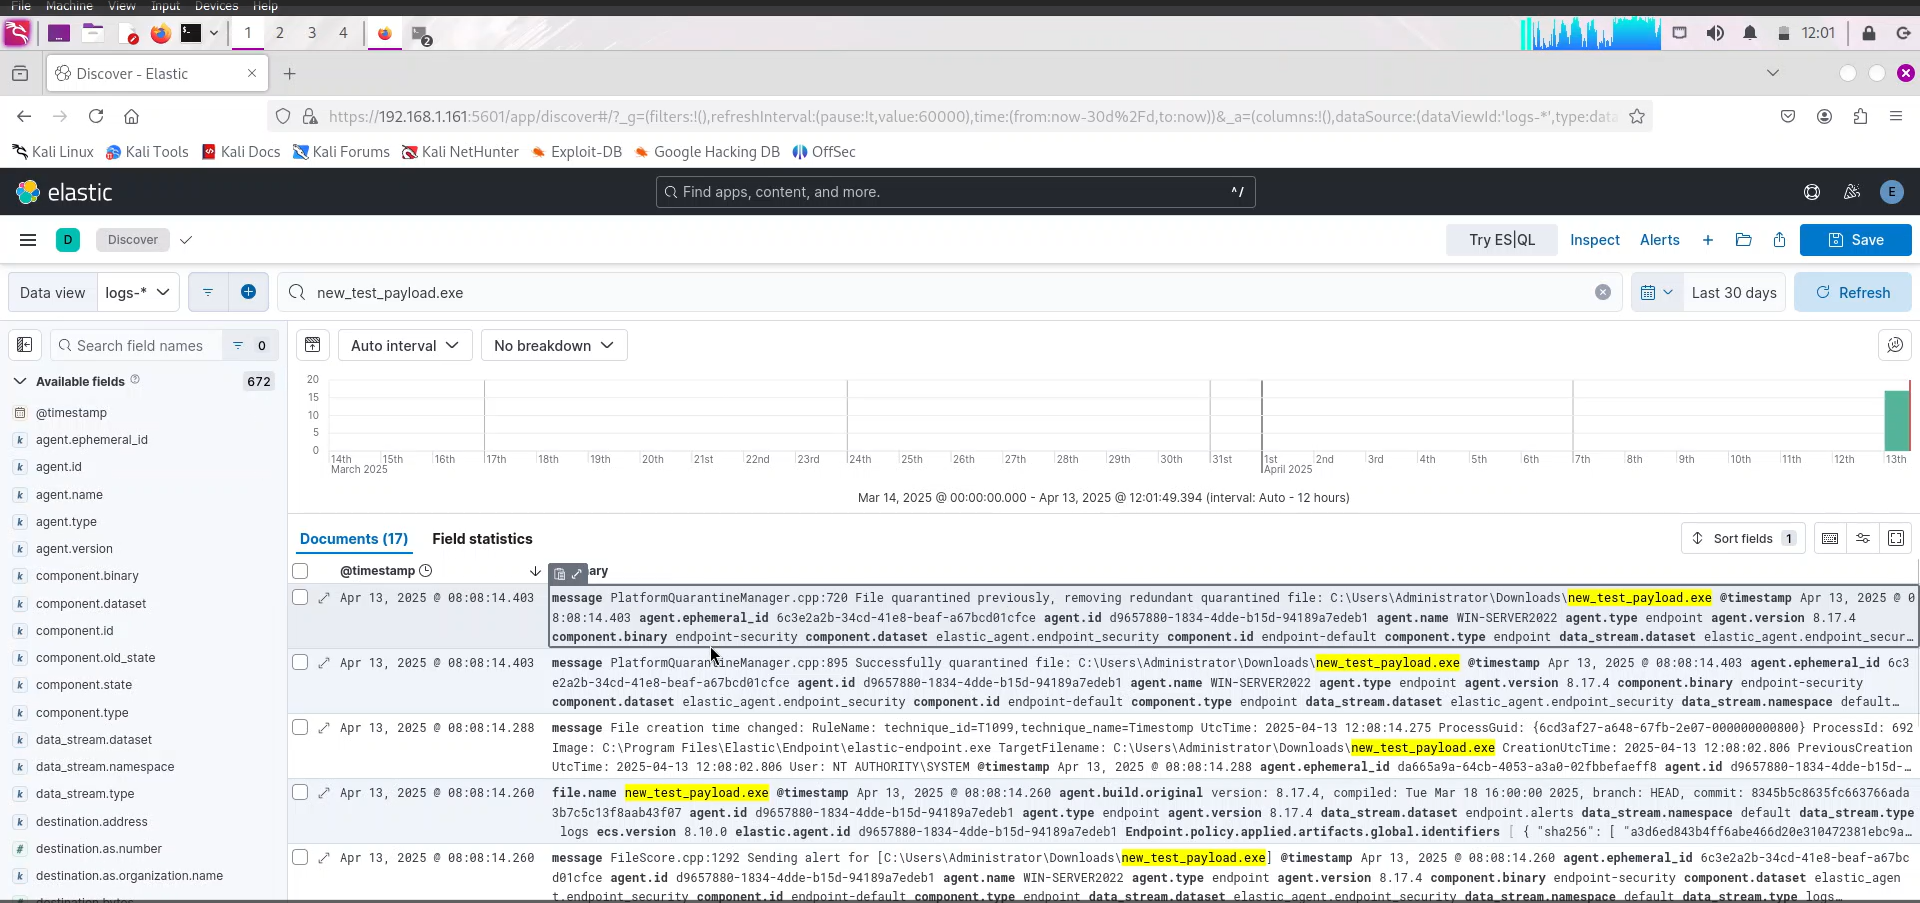 File Machine View Input Devices Help
1 2 3 4 2 12:01
Discover - Elastic
https://192.168.1.161:5601/app/discover#/?_g=(filters:!(),refreshInterval:(pause:!t,value:60000),time:(from:now-30d%2Fd,to:now))&_a=(columns:!(),dataSource:(dataViewId:'logs-*',type:data
Kali Linux Kali Tools Kali Docs Kali Forums Kali NetHunter Exploit-DB Google Hacking DB OffSec
elastic Find apps, content, and more. ^/ E
D Discover Try ES|QL Inspect Alerts Save
Data view logs-* new_test_payload.exe Last 30 days Refresh
Search field names 0 Auto interval No breakdown
Available fields 672
@timestamp
agent.ephemeral_id
agent.id
agent.name
agent.type
agent.version
component.binary
component.dataset
component.id
component.old_state
component.state
component.type
data_stream.dataset
data_stream.namespace
data_stream.type
destination.address
destination.as.number
destination.as.organization.name
destination.bytes
20
15
10
5
0
14th 15th 16th 17th 18th 19th 20th 21st 22nd 23rd 24th 25th 26th 27th 28th 29th 30th 31st 1st 2nd 3rd 4th 5th 6th 7th 8th 9th 10th 11th 12th 13th
March 2025 April 2025
Mar 14, 2025 @ 00:00:00.000 - Apr 13, 2025 @ 12:01:49.394 (interval: Auto - 12 hours)
Documents (17) Field statistics Sort fields 1
@timestamp ary
Apr 13, 2025 @ 08:08:14.403 message PlatformQuarantineManager.cpp:720 File quarantined previously, removing redundant quarantined file: C:\Users\Administrator\Downloads\new_test_payload.exe @timestamp Apr 13, 2025 @ 0
8:08:14.403 agent.ephemeral_id 6c3e2a2b-34cd-41e8-beaf-a67bcd01cfce agent.id d9657880-1834-4dde-b15d-94189a7edeb1 agent.name WIN-SERVER2022 agent.type endpoint agent.version 8.17.4
component.binary endpoint-security component.dataset elastic_agent.endpoint_security component.id endpoint-default component.type endpoint data_stream.dataset elastic_agent.endpoint_secur…
Apr 13, 2025 @ 08:08:14.403 message PlatformQuarantineManager.cpp:895 Successfully quarantined file: C:\Users\Administrator\Downloads\new_test_payload.exe @timestamp Apr 13, 2025 @ 08:08:14.403 agent.ephemeral_id 6c3
e2a2b-34cd-41e8-beaf-a67bcd01cfce agent.id d9657880-1834-4dde-b15d-94189a7edeb1 agent.name WIN-SERVER2022 agent.type endpoint agent.version 8.17.4 component.binary endpoint-security
component.dataset elastic_agent.endpoint_security component.id endpoint-default component.type endpoint data_stream.dataset elastic_agent.endpoint_security data_stream.namespace default…
Apr 13, 2025 @ 08:08:14.288 message File creation time changed: RuleName: technique_id=T1099,technique_name=Timestomp UtcTime: 2025-04-13 12:08:14.275 ProcessGuid: {6cd3af27-a648-67fb-2e07-000000000800} ProcessId: 692
Image: C:\Program Files\Elastic\Endpoint\elastic-endpoint.exe TargetFilename: C:\Users\Administrator\Downloads\new_test_payload.exe CreationUtcTime: 2025-04-13 12:08:02.806 PreviousCreation
UtcTime: 2025-04-13 12:08:02.806 User: NT AUTHORITY\SYSTEM @timestamp Apr 13, 2025 @ 08:08:14.288 agent.ephemeral_id da665a9a-64cb-4053-a3a0-02fbbefaeff8 agent.id d9657880-1834-4dde-b15d-…
Apr 13, 2025 @ 08:08:14.260 file.name new_test_payload.exe @timestamp Apr 13, 2025 @ 08:08:14.260 agent.build.original version: 8.17.4, compiled: Tue Mar 18 16:00:00 2025, branch: HEAD, commit: 8345b5c8635fc663766ada
3b7c5c13f8aab43f07 agent.id d9657880-1834-4dde-b15d-94189a7edeb1 agent.type endpoint agent.version 8.17.4 data_stream.dataset endpoint.alerts data_stream.namespace default data_stream.type
logs ecs.version 8.10.0 elastic.agent.id d9657880-1834-4dde-b15d-94189a7edeb1 Endpoint.policy.applied.artifacts.global.identifiers [ { "sha256": [ "a3d6ed843b4ff6abe466d20e310472381ebc9a…
Apr 13, 2025 @ 08:08:14.260 message FileScore.cpp:1292 Sending alert for [C:\Users\Administrator\Downloads\new_test_payload.exe] @timestamp Apr 13, 2025 @ 08:08:14.260 agent.ephemeral_id 6c3e2a2b-34cd-41e8-beaf-a67bc
d01cfce agent.id d9657880-1834-4dde-b15d-94189a7edeb1 agent.name WIN-SERVER2022 agent.type endpoint agent.version 8.17.4 component.binary endpoint-security component.dataset elastic_agen
t.endpoint_security component.id endpoint-default component.type endpoint data_stream.dataset elastic_agent.endpoint_security data_stream.namespace default data_stream.type logs…